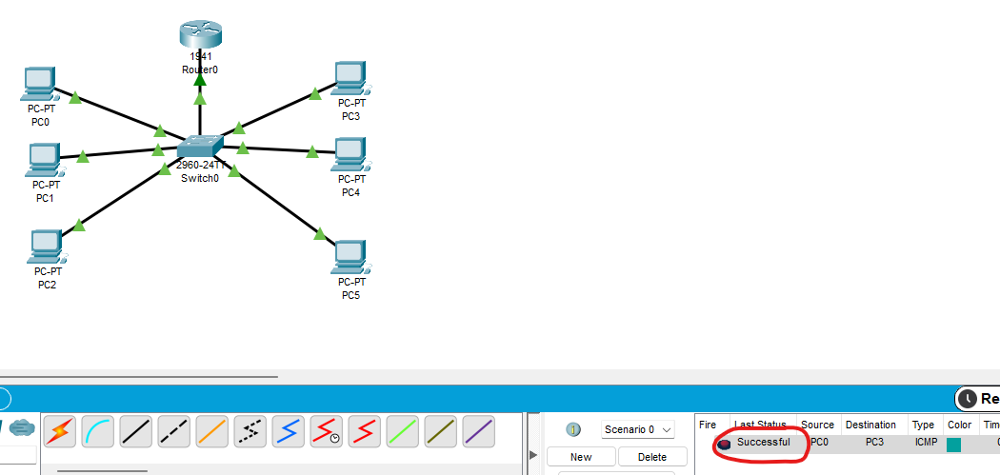 1941
Router0
PC-PT
PC0
PC-PT
PC3
2960-24TT
Switch0
PC-PT
PC1
PC-PT
PC4
PC-PT
PC2
PC-PT
PC5
Re
Scenario 0
New
Delete
Fire Last Status Source Destination Type Color Tim
Successful PC0 PC3 ICMP